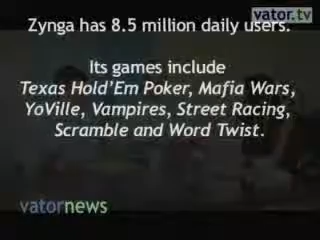 vator.tv
Zynga has 8.5 million daily users.
Its games include
Texas Hold'Em Poker, Mafia Wars,
YoVille, Vampires, Street Racing,
Scramble and Word Twist.
vatornews